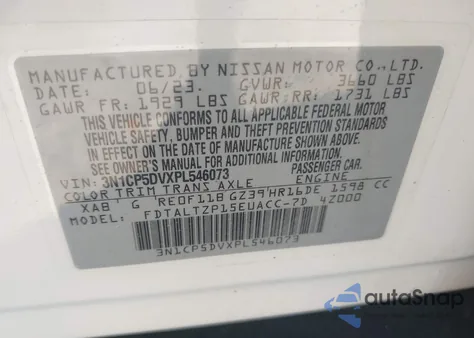 MANUFACTURED BY NISSAN MOTOR CO.,LTD.
DATE: 06/23. GVWR: 3660 LBS
GAWR FR: 1929 LBS GAWR RR: 1731 LBS
THIS VEHICLE CONFORMS TO ALL APPLICABLE FEDERAL MOTOR
VEHICLE SAFETY, BUMPER AND THEFT PREVENTION STANDARDS
IN EFFECT ON THE DATE OF MANUFACTURE SHOWN ABOVE.
SEE OWNER'S MANUAL FOR MORE INFORMATION.
VIN: 3N1CP5DVXPL546073 PASSENGER CAR.
COLOR TRIM TRANS AXLE ENGINE
XAB G RE0F11B GZ39 HR16DE 1598 CC
MODEL: FDTALTZP15EUACC-7D 4Z000
3N1CP5DVXPL546073
autoSnap